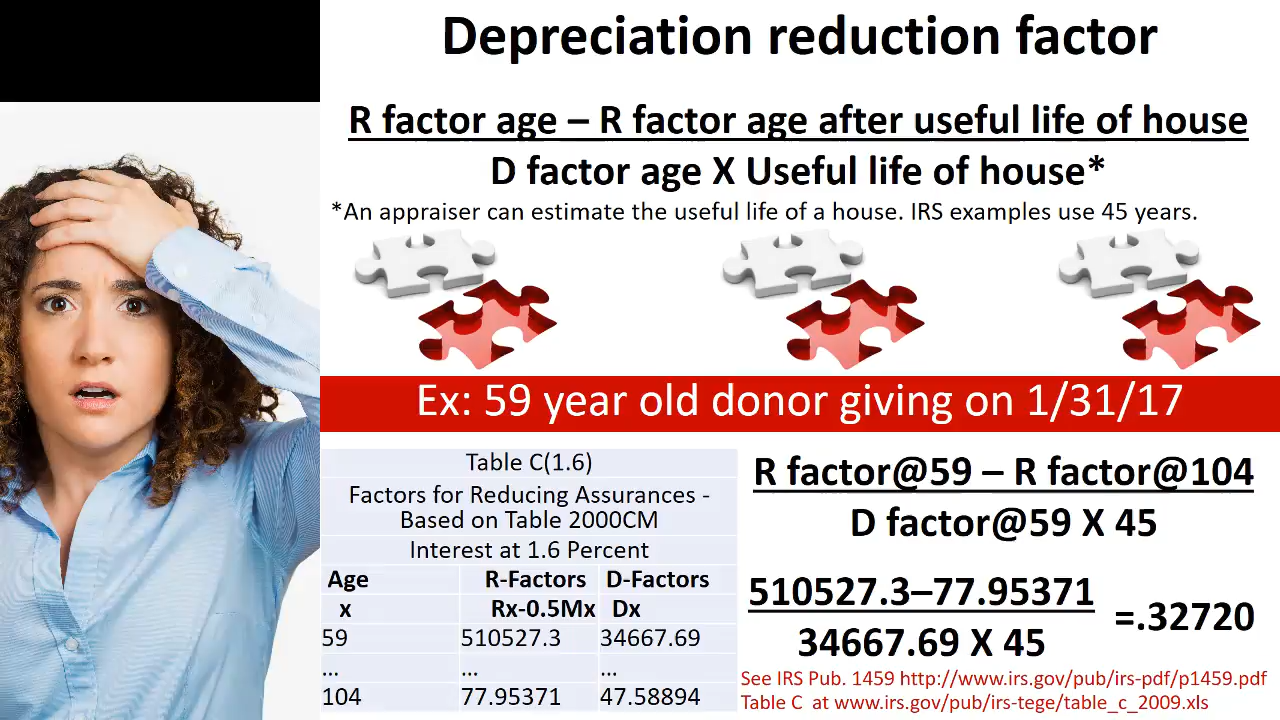 Depreciation reduction factor
R factor age – R factor age after useful life of house
D factor age X Useful life of house*
*An appraiser can estimate the useful life of a house. IRS examples use 45 years.
Ex: 59 year old donor giving on 1/31/17
Table C(1.6)
Factors for Reducing Assurances -
Based on Table 2000CM
Interest at 1.6 Percent
Age R-Factors D-Factors
x Rx-0.5Mx Dx
59 510527.3 34667.69
... ... ...
104 77.95371 47.58894
R factor@59 – R factor@104
D factor@59 X 45
510527.3–77.95371
34667.69 X 45
=.32720
See IRS Pub. 1459 http://www.irs.gov/pub/irs-pdf/p1459.pdf
Table C at www.irs.gov/pub/irs-tege/table_c_2009.xls